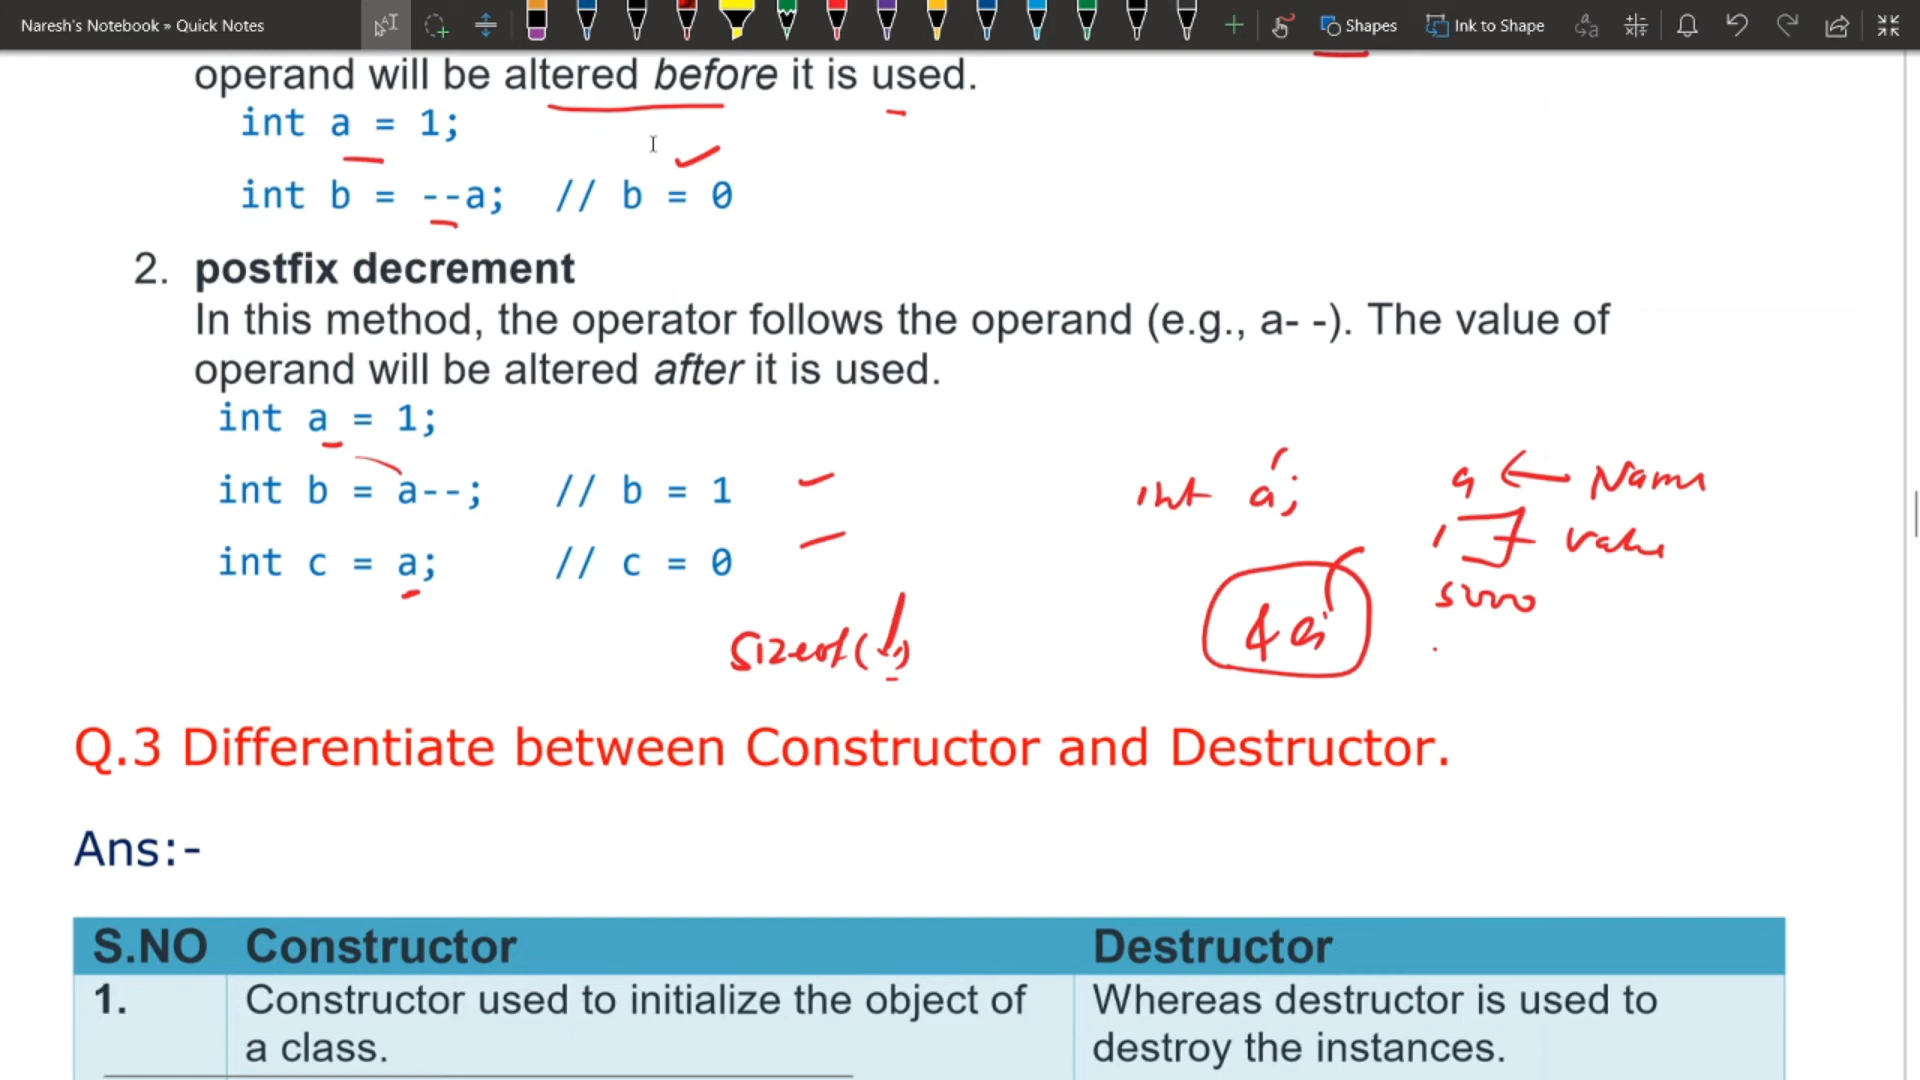 Naresh's Notebook » Quick Notes
Shapes
Ink to Shape
operand will be altered before it is used.
int a = 1;
int b = --a; // b = 0
2. postfix decrement
In this method, the operator follows the operand (e.g., a- -). The value of
operand will be altered after it is used.
int a = 1;
int b = a--; // b = 1
int c = a; // c = 0
int a;
a ← Name
value
&a
sizeof( )
Q.3 Differentiate between Constructor and Destructor.
Ans:-
S.NO Constructor Destructor
1. Constructor used to initialize the object of
a class.
Whereas destructor is used to
destroy the instances.